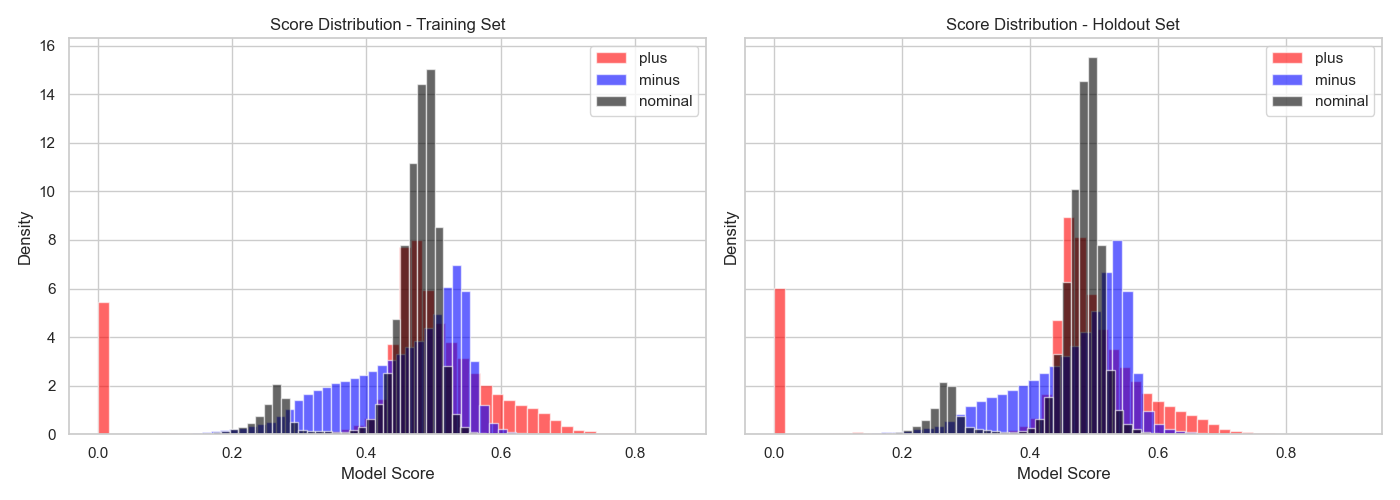 Score Distribution - Training Set
16
14
12
10
8
6
4
2
0
Density
0.0 0.2 0.4 0.6 0.8
Model Score
plus
minus
nominal
Score Distribution - Holdout Set
Density
0.0 0.2 0.4 0.6 0.8
Model Score
plus
minus
nominal